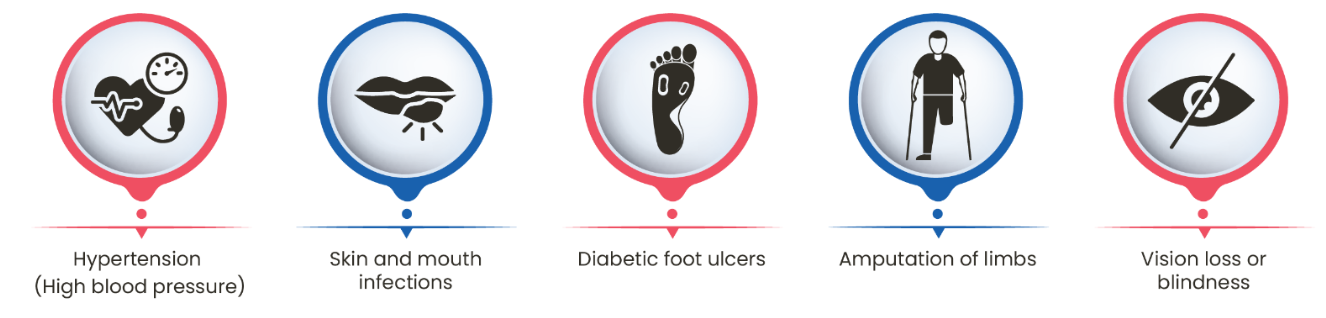 Hypertension
(High blood pressure)
Skin and mouth
infections
Diabetic foot ulcers
Amputation of limbs
Vision loss or
blindness